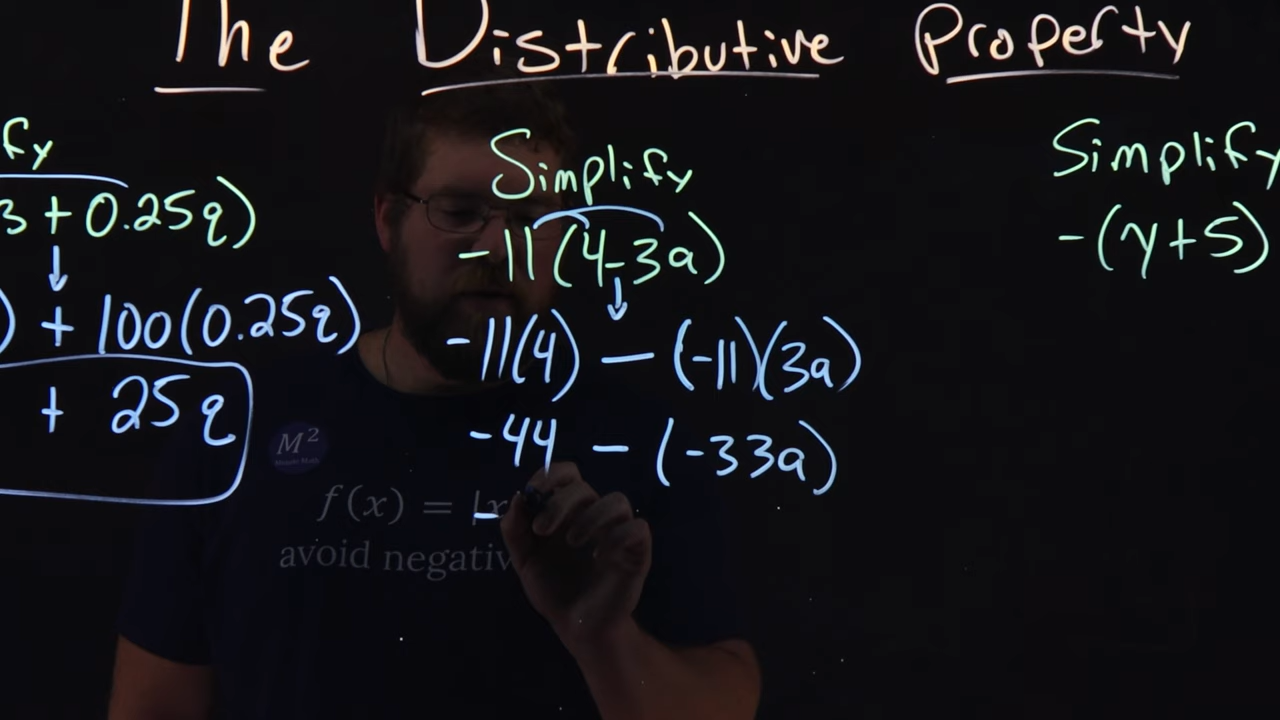 The Distributive Property
fy
3 + 0.25q)
) + 100(0.25q)
+ 25q
Simplify
-11(4-3a)
-11(4) — (-11)(3a)
-44 — (-33a)
-
Simplify
-(y+5)
M²
f(x) = |x
avoid negativ